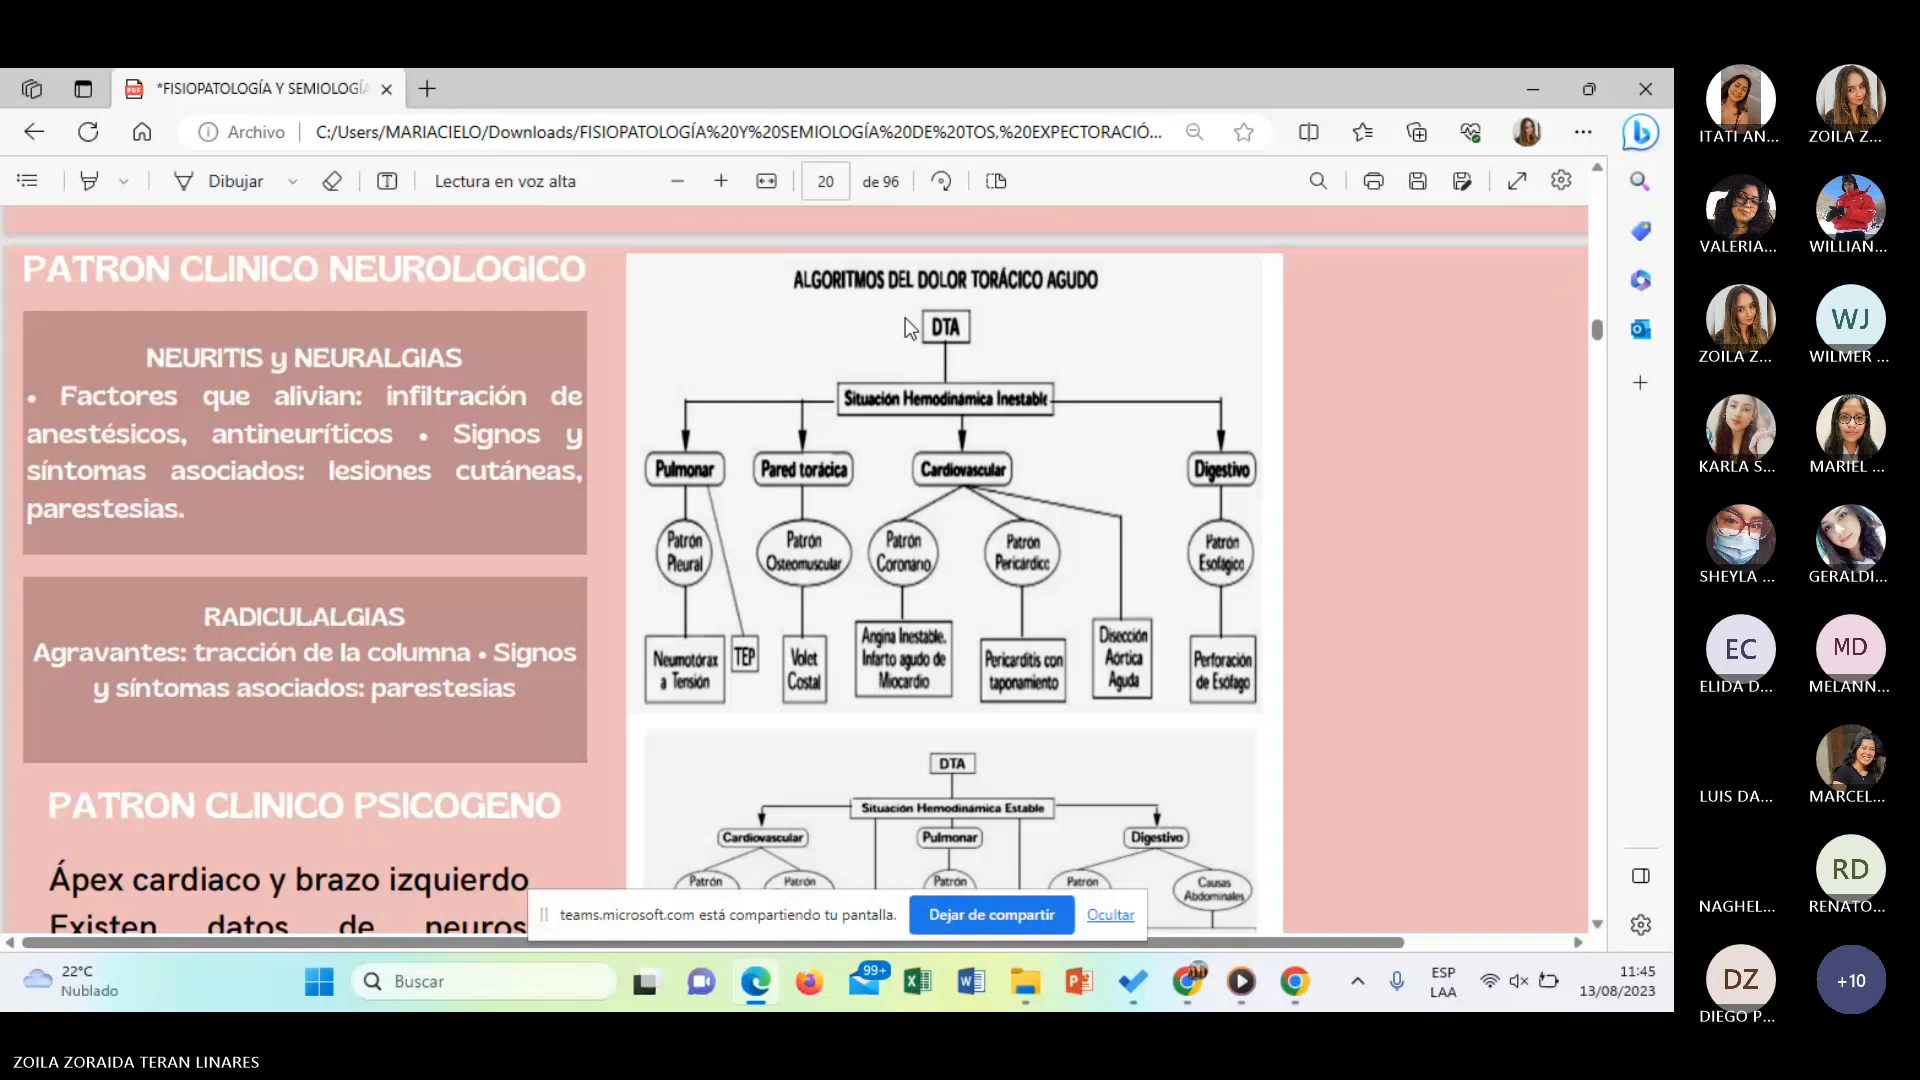 *FISIOPATOLOGÍA Y SEMIOLOGÍA
Archivo
C:/Users/MARIACIELO/Downloads/FISIOPATOLOGÍA%20Y%20SEMIOLOGÍA%20DE%20TOS,%20EXPECTORACIÓ...
Dibujar
Lectura en voz alta
20 de 96
PATRON CLINICO NEUROLOGICO
NEURITIS y NEURALGIAS
• Factores que alivian: infiltración de
anestésicos, antineuríticos • Signos y
síntomas asociados: lesiones cutáneas,
parestesias.
RADICULALGIAS
Agravantes: tracción de la columna • Signos
y síntomas asociados: parestesias
PATRON CLINICO PSICOGENO
Ápex cardiaco y brazo izquierdo
Existen datos de neuros
ALGORITMOS DEL DOLOR TORÁCICO AGUDO
DTA
Situación Hemodinámica Inestable
Pulmonar
Pared torácica
Cardiovascular
Digestivo
Patrón
Pleural
Patrón
Osteomuscular
Patrón
Coronario
Patrón
Pericárdico
Patrón
Esofágico
Neumotórax
a Tensión
TEP
Volet
Costal
Angina Inestable.
Infarto agudo de
Miocardio
Pericarditis con
taponamiento
Disección
Aórtica
Aguda
Perforación
de Esófago
DTA
Situación Hemodinámica Estable
Cardiovascular
Pulmonar
Digestivo
Patrón
Patrón
Patrón
Patrón
Causas
Abdominales
teams.microsoft.com está compartiendo tu pantalla.
Dejar de compartir
Ocultar
22°C
Nublado
Buscar
99+
ESP
LAA
11:45
13/08/2023
ITATI AN...
ZOILA Z...
VALERIA...
WILLIAN...
ZOILA Z...
WJ
WILMER ...
KARLA S...
MARIEL ...
SHEYLA ...
GERALDI...
EC
ELIDA D...
MD
MELANN...
LUIS DA...
MARCEL...
NAGHEL...
RD
RENATO...
DZ
DIEGO P...
+10
ZOILA ZORAIDA TERAN LINARES